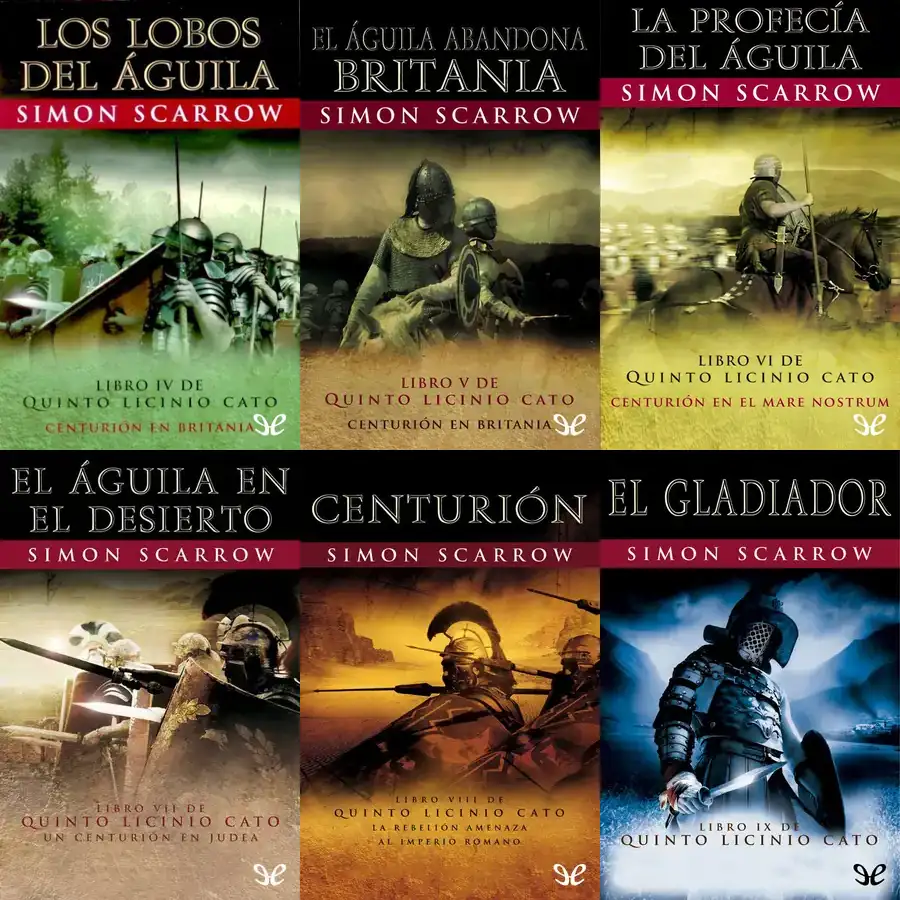 LOS LOBOS
DEL ÁGUILA
SIMON SCARROW
LIBRO IV DE
QUINTO LICINIO CATO
CENTURIÓN EN BRITANIA
EL ÁGUILA ABANDONA
BRITANIA
SIMON SCARROW
LIBRO V DE
QUINTO LICINIO CATO
CENTURIÓN EN BRITANIA
LA PROFECÍA
DEL ÁGUILA
SIMON SCARROW
LIBRO VI DE
QUINTO LICINIO CATO
CENTURIÓN EN EL MARE NOSTRUM
EL ÁGUILA EN
EL DESIERTO
SIMON SCARROW
LIBRO VII DE
QUINTO LICINIO CATO
UN CENTURIÓN EN JUDEA
CENTURIÓN
SIMON SCARROW
LIBRO VIII DE
QUINTO LICINIO CATO
LA REBELIÓN AMENAZA
AL IMPERIO ROMANO
EL GLADIADOR
SIMON SCARROW
LIBRO IX DE
QUINTO LICINIO CATO